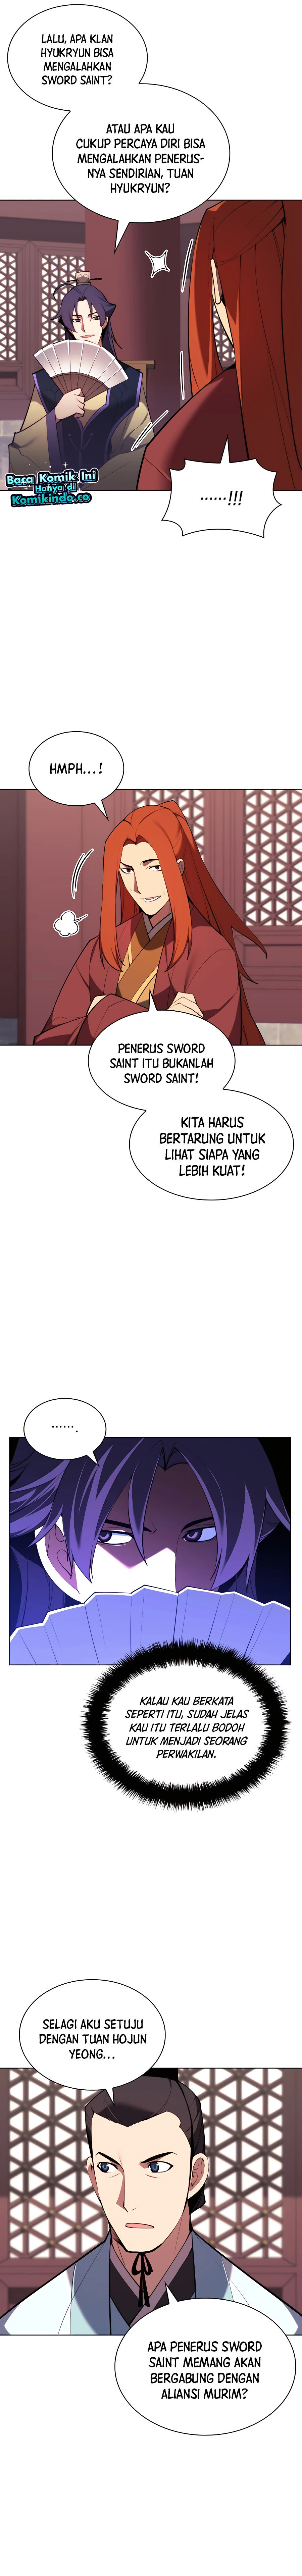 LALU, APA KLAN
HYUKRYUN BISA
MENGALAHKAN
SWORD SAINT?
ATAU APA KAU
CUKUP PERCAYA DIRI BISA
MENGALAHKAN PENERUS-
NYA SENDIRIAN, TUAN
HYUKRYUN?
Baca Komik Ini
Hanya di
Komikindo.co
......!!!
HMPH...!
PENERUS SWORD
SAINT ITU BUKANLAH
SWORD SAINT!
KITA HARUS
BERTARUNG UNTUK
LIHAT SIAPA YANG
LEBIH KUAT!
.......
KALAU KAU BERKATA
SEPERTI ITU, SUDAH JELAS
KAU ITU TERLALU BODOH
UNTUK MENJADI SEORANG
PERWAKILAN.
SELAGI AKU SETUJU
DENGAN TUAN HOJUN
YEONG...
APA PENERUS SWORD
SAINT MEMANG AKAN
BERGABUNG DENGAN
ALIANSI MURIM?